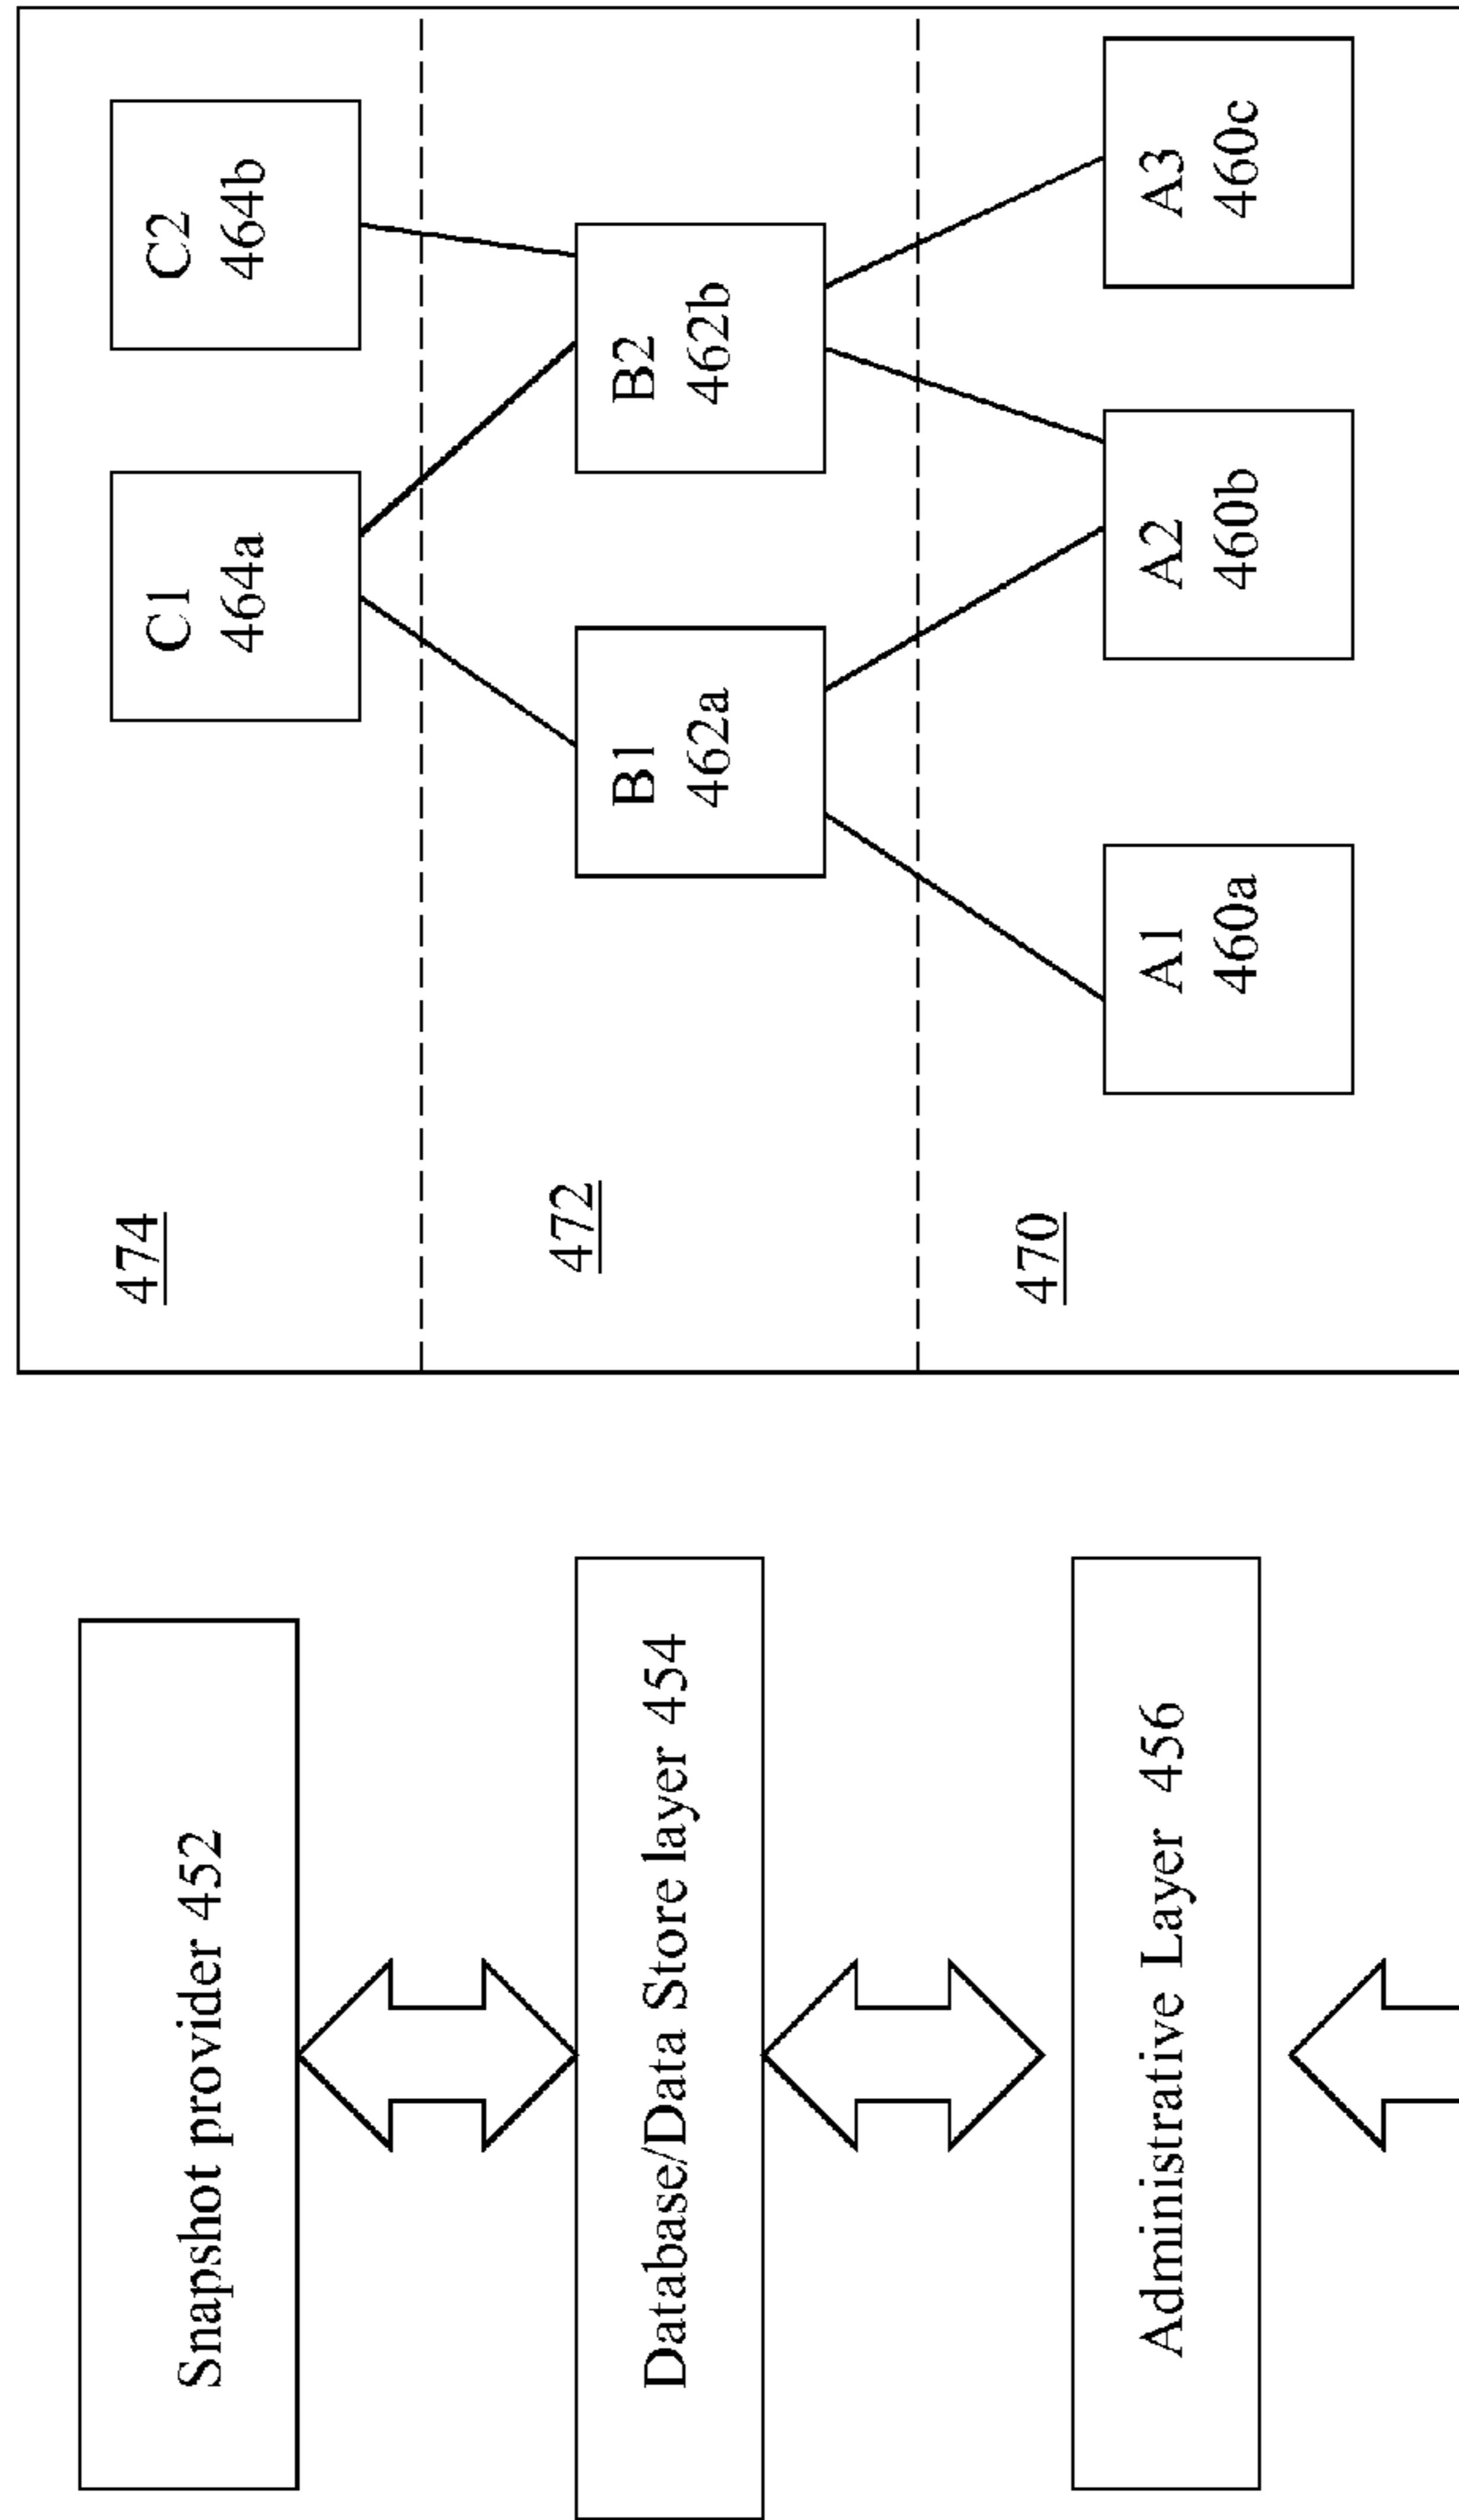 Snapshot provider 452
Database/Data Store layer 454
Administrative Layer 456
474
C1
464a
C2
464b
472
B1
462a
B2
462b
470
A1
460a
A2
460b
A3
460c